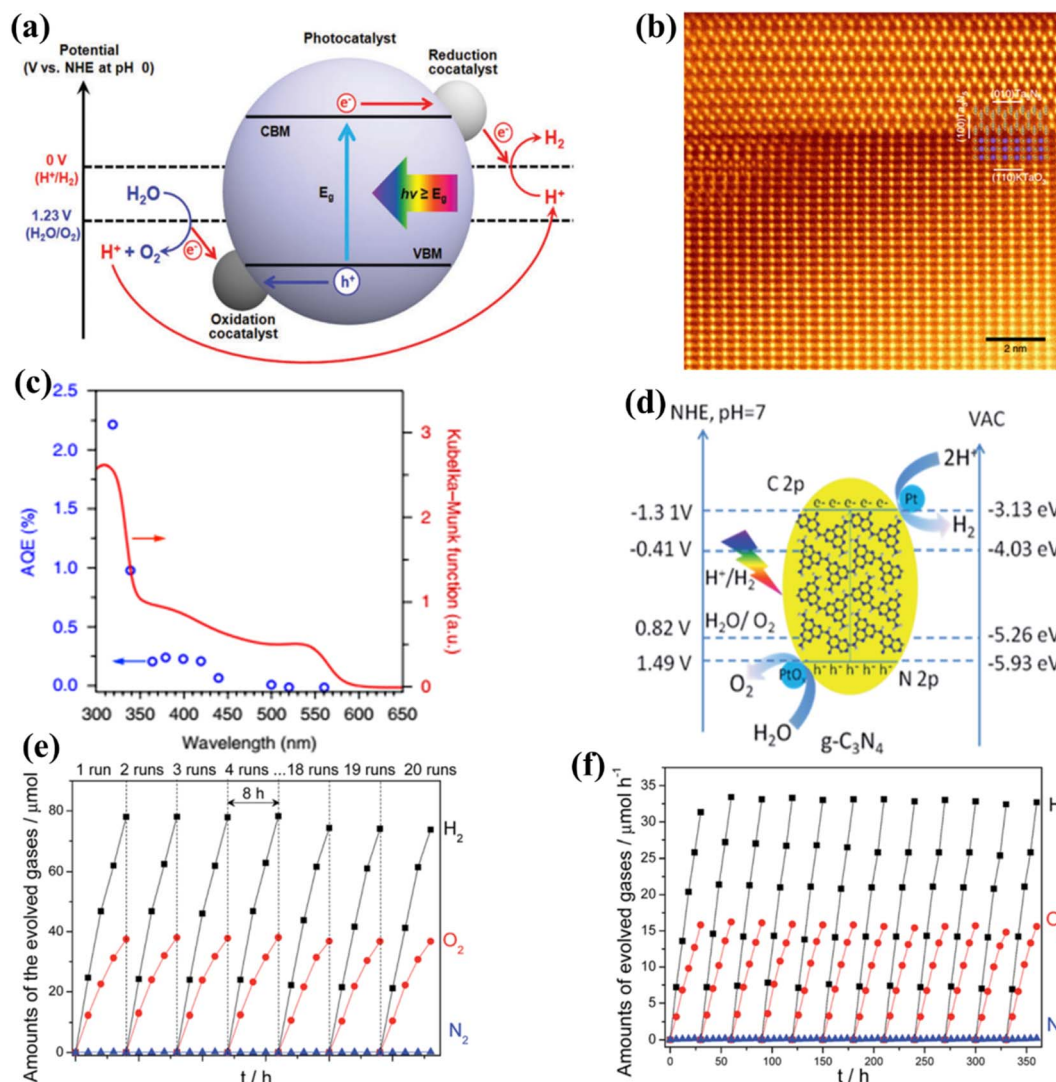 (a)
Potential
(V vs. NHE at pH 0)
Photocatalyst
Reduction
cocatalyst
e⁻
CBM
e⁻
H₂
0 V
(H⁺/H₂)
H₂O
E_g
hν ≥ E_g
H⁺
1.23 V
(H₂O/O₂)
H⁺ + O₂
e⁻
VBM
h⁺
Oxidation
cocatalyst
(b)
(010)Ta₃N₅
(100)Ta₃N₅
2 nm
(c)
2.5
2.0
1.5
1.0
0.5
0.0
AQE (%)
3
2
1
0
Kubelka–Munk function (a.u.)
300 350 400 450 500 550 600 650
Wavelength (nm)
(d)
NHE, pH=7
VAC
2H⁺
C 2p
e- e- e- e- e-
Pt
H₂
-1.3 1V
-3.13 eV
-0.41 V
-4.03 eV
H⁺/H₂
H₂O/ O₂
0.82 V
-5.26 eV
1.49 V
-5.93 eV
O₂
N 2p
H₂O
g-C₃N₄
(e)
1 run 2 runs 3 runs 4 runs ...18 runs 19 runs 20 runs
8 h
80
60
40
20
0
Amounts of the evolved gases / μmol
H₂
O₂
N₂
t / h
(f)
35
30
25
20
15
10
5
0
Amounts of evolved gases / μmol h⁻¹
H
N
0 50 100 150 200 250 300 350
t / h